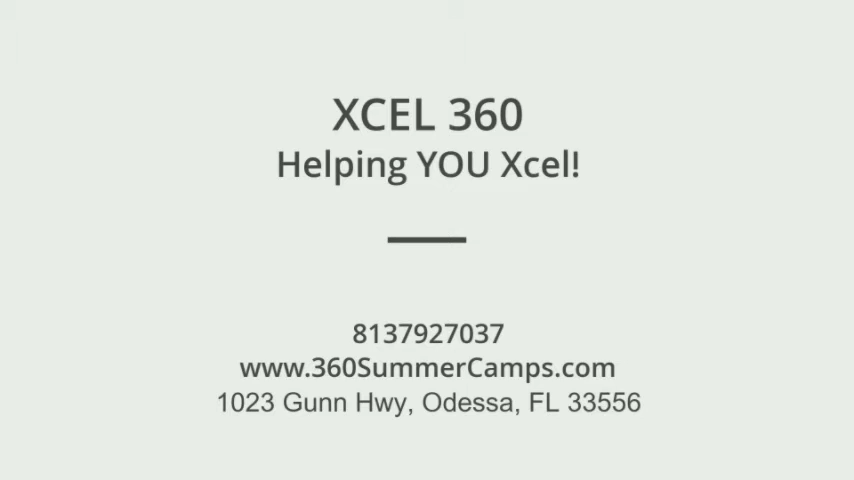 XCEL 360
Helping YOU Xcel!
8137927037
www.360SummerCamps.com
1023 Gunn Hwy, Odessa, FL 33556